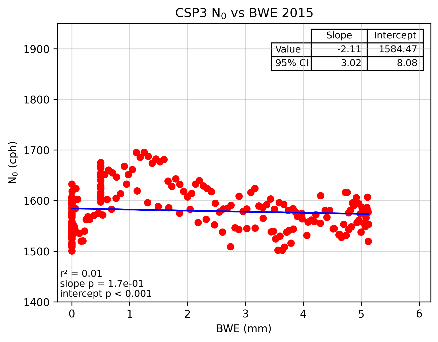 CSP3 N₀ vs BWE 2015
Slope Intercept
Value -2.11 1584.47
95% CI 3.02 8.08
N₀ (cph)
1900
1800
1700
1600
1500
1400
r² = 0.01
slope p = 1.7e-01
intercept p < 0.001
0 1 2 3 4 5 6
BWE (mm)